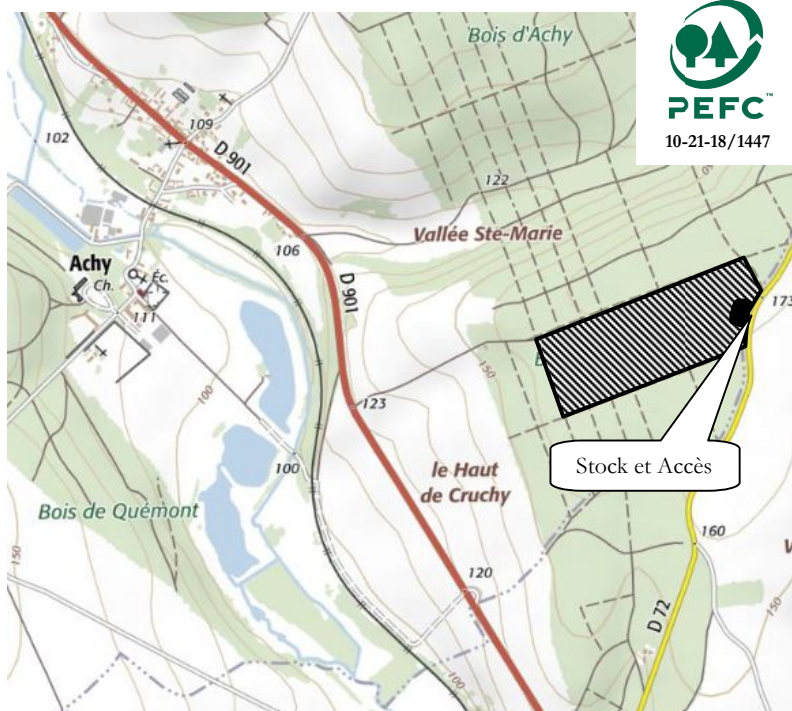 Bois d'Achy
PEFC™
10-21-18/1447
102
109
D 901
122
Vallée Ste-Marie
106
D 901
Achy
Ch.
Éc.
111
173
150
100
123
Stock et Accès
le Haut
de Cruchy
100
Bois de Quémont
150
160
120
150
D 72
100